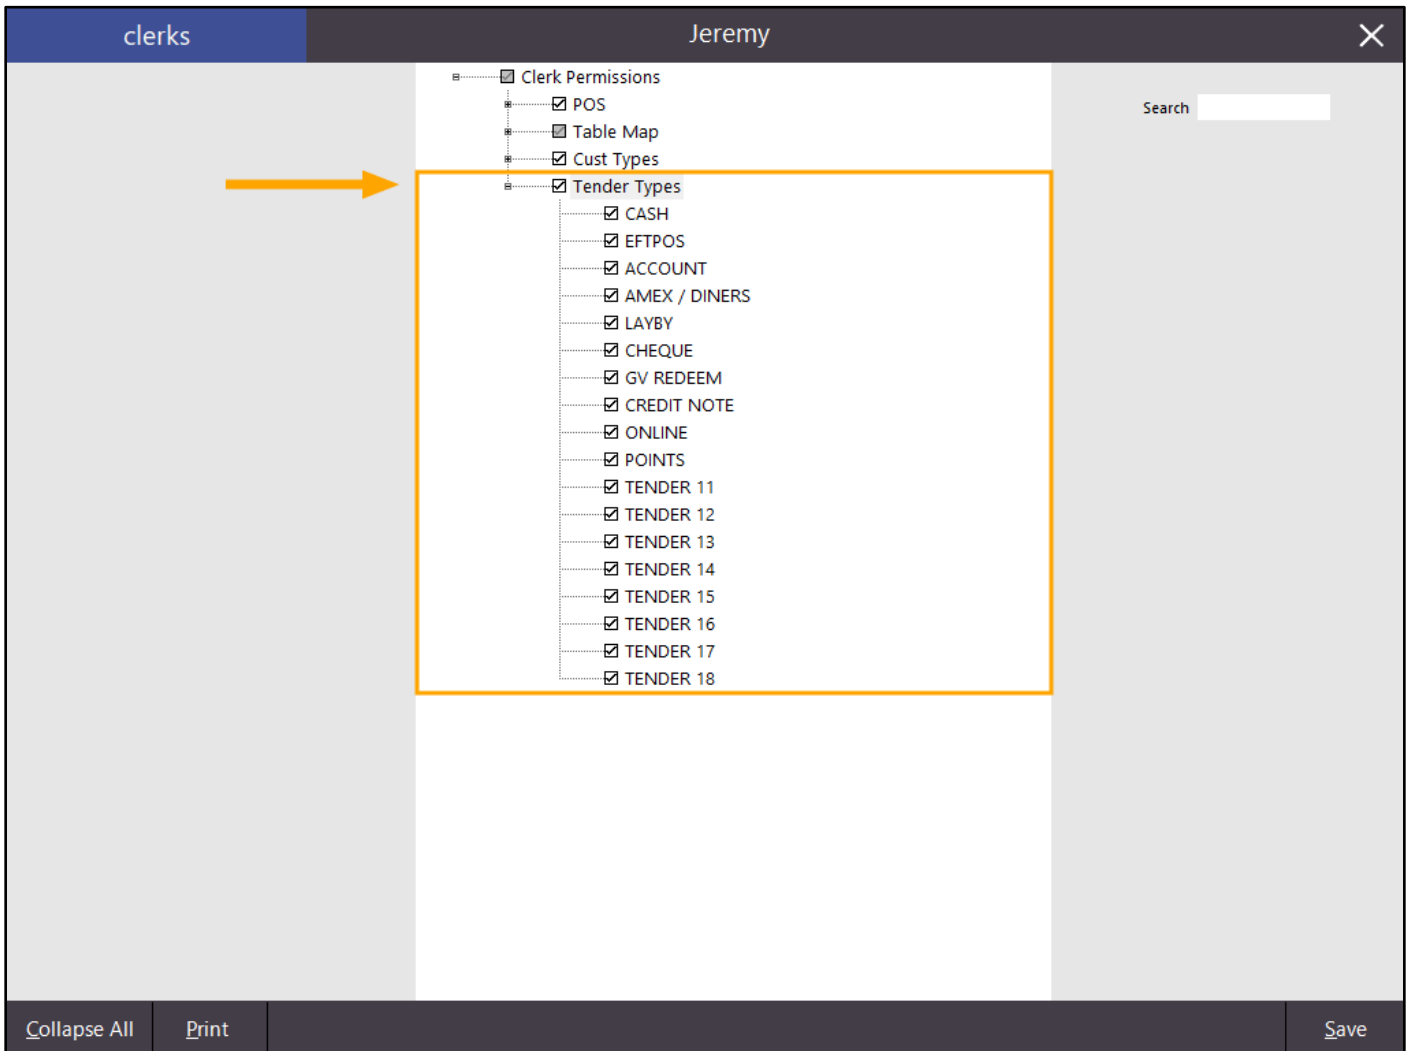 clerks
Jeremy
Clerk Permissions
POS
Search
Table Map
Cust Types
Tender Types
CASH
EFTPOS
ACCOUNT
AMEX / DINERS
LAYBY
CHEQUE
GV REDEEM
CREDIT NOTE
ONLINE
POINTS
TENDER 11
TENDER 12
TENDER 13
TENDER 14
TENDER 15
TENDER 16
TENDER 17
TENDER 18
Collapse All
Print
Save